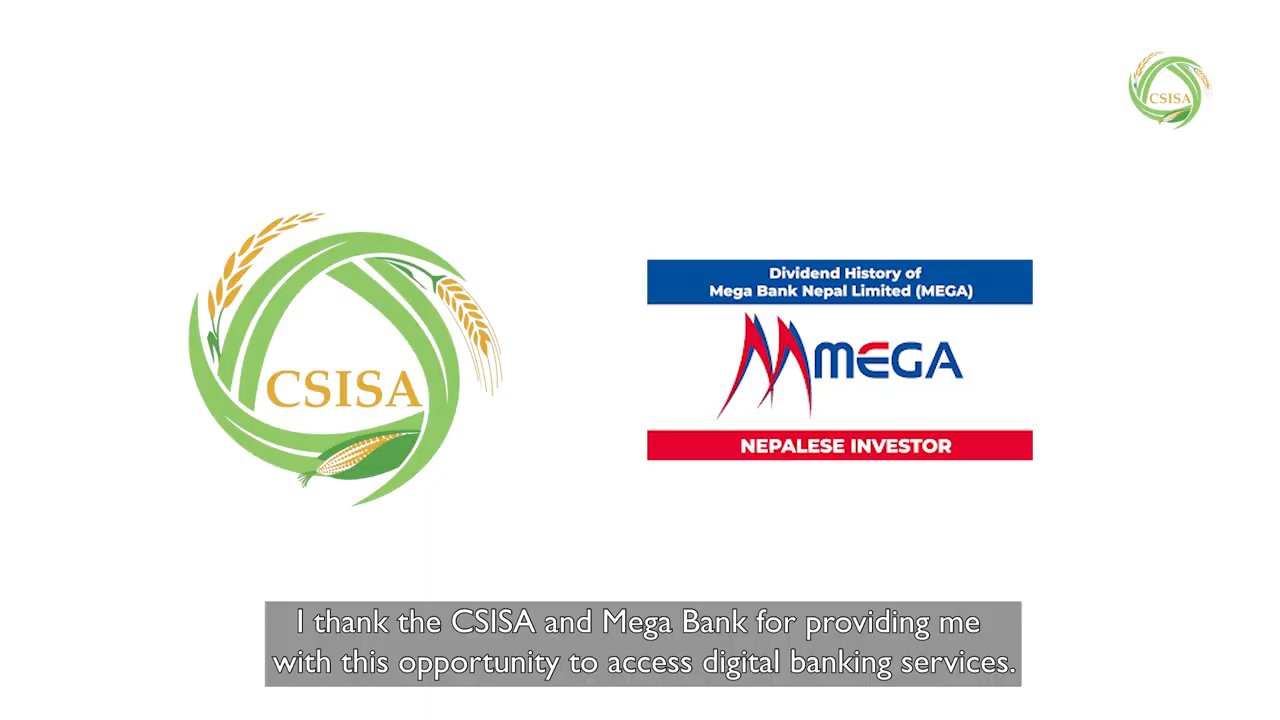 CSISA
CSISA
Dividend History of
Mega Bank Nepal Limited (MEGA)
MEGA
NEPALESE INVESTOR
I thank the CSISA and Mega Bank for providing me
with this opportunity to access digital banking services.